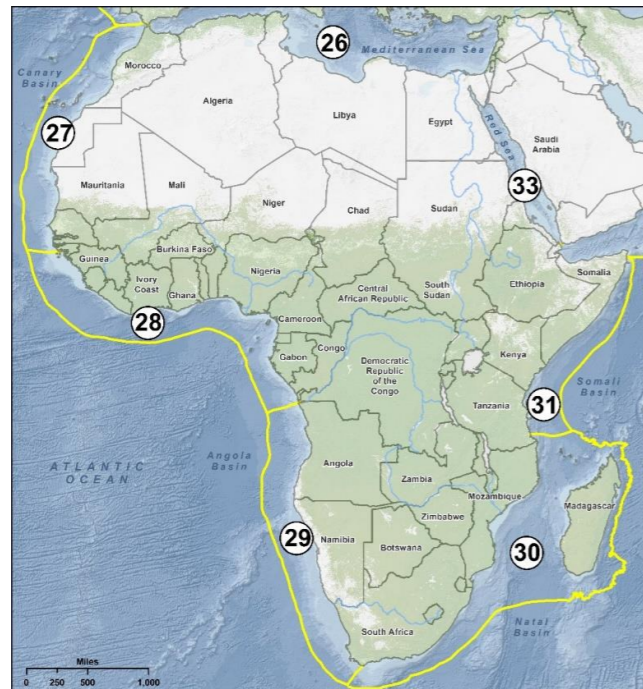 26
Mediterranean Sea
Canary
Basin
Morocco
27
Algeria
Libya
Egypt
Red Sea
Saudi
Arabia
33
Mauritania
Mali
Niger
Chad
Sudan
Guinea
Burkina Faso
Ivory
Coast
Ghana
Nigeria
28
Cameroon
Central
African Republic
South
Sudan
Ethiopia
Somalia
Gabon
Congo
Democratic
Republic
of the
Congo
Kenya
Somali
Basin
31
Tanzania
ATLANTIC
OCEAN
Angola
Basin
Angola
Zambia
Mozambique
Madagascar
Zimbabwe
29
Namibia
Botswana
30
South Africa
Natal
Basin
Miles
0 250 500 1,000